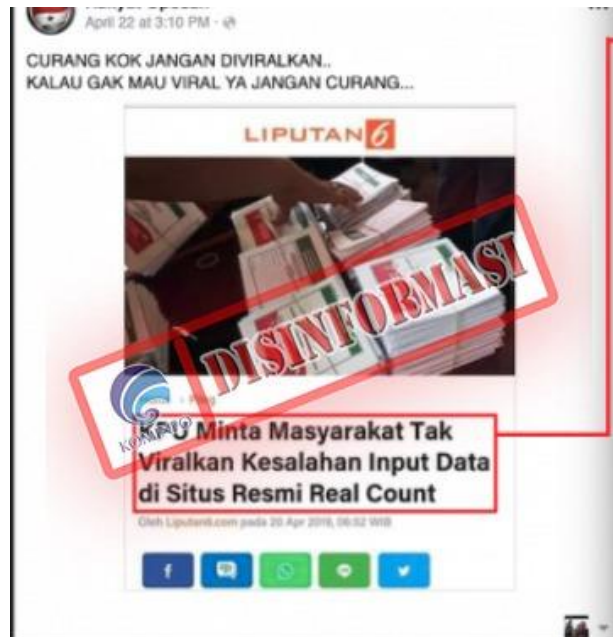 April 22 at 3:10 PM
CURANG KOK JANGAN DIVIRALKAN..
KALAU GAK MAU VIRAL YA JANGAN CURANG...
LIPUTAN 6
DISINFORMASI
KOMINFO
KPU Minta Masyarakat Tak
Viralkan Kesalahan Input Data
di Situs Resmi Real Count
Oleh Liputan6.com pada 20 Apr 2019, 06:52 WIB